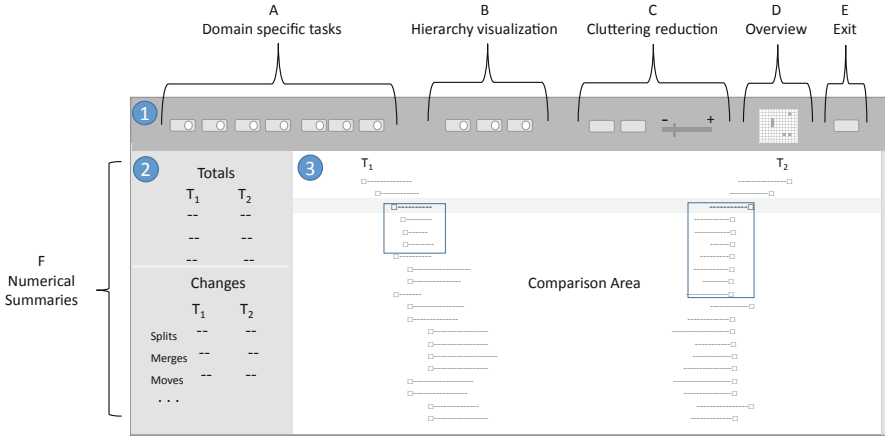 A
Domain specific tasks
B
Hierarchy visualization
C
Cluttering reduction
D
Overview
E
Exit
1
- +
2
Totals
T1 T2
-- --
-- --
-- --
Changes
T1 T2
Splits -- --
Merges -- --
Moves -- --
. . .
F
Numerical
Summaries
3
T1
T2
Comparison Area